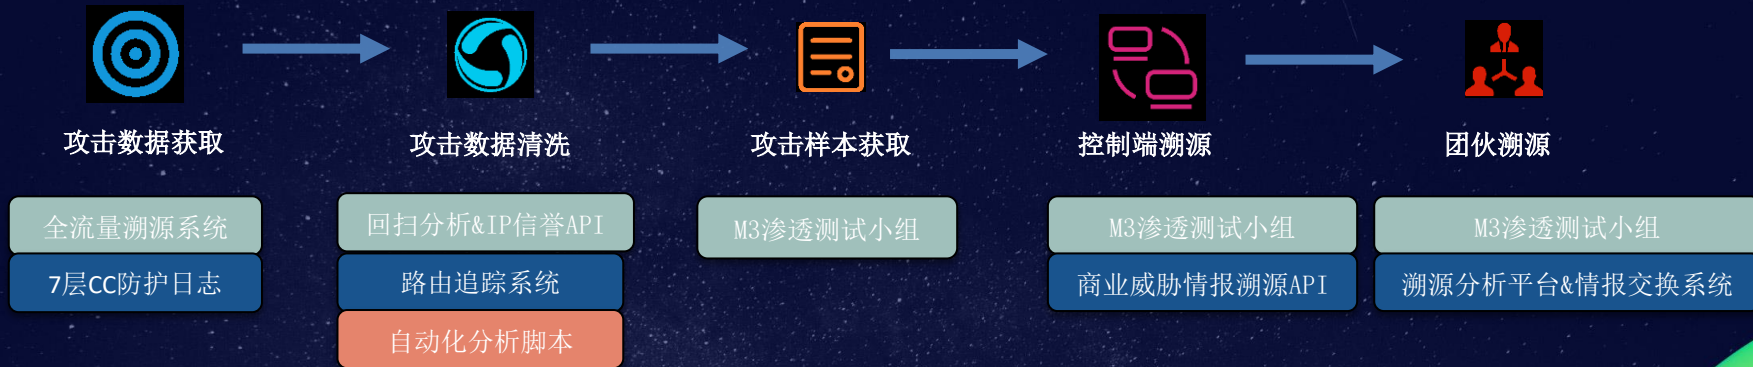 攻击数据获取
攻击数据清洗
攻击样本获取
控制端溯源
团伙溯源
全流量溯源系统
7层CC防护日志
回扫分析&IP信誉API
路由追踪系统
自动化分析脚本
M3渗透测试小组
M3渗透测试小组
商业威胁情报溯源API
M3渗透测试小组
溯源分析平台&情报交换系统